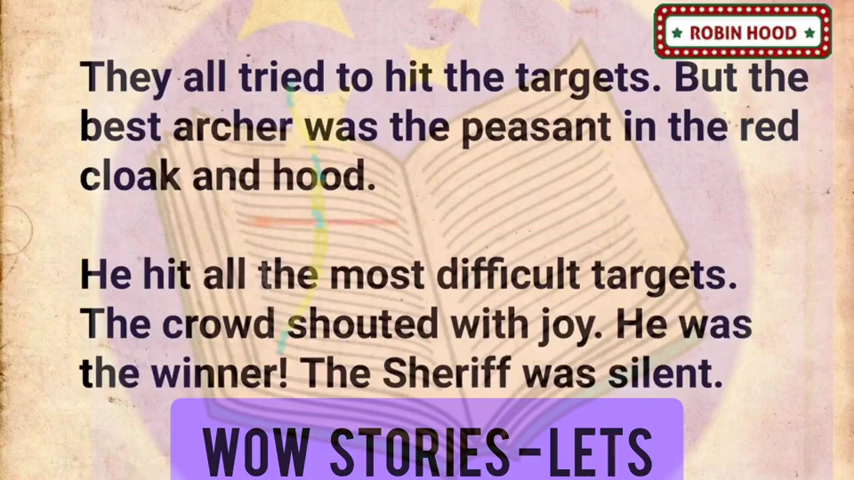 ROBIN HOOD
They all tried to hit the targets. But the
best archer was the peasant in the red
cloak and hood.
He hit all the most difficult targets.
The crowd shouted with joy. He was
the winner! The Sheriff was silent.
WOW STORIES-LETS